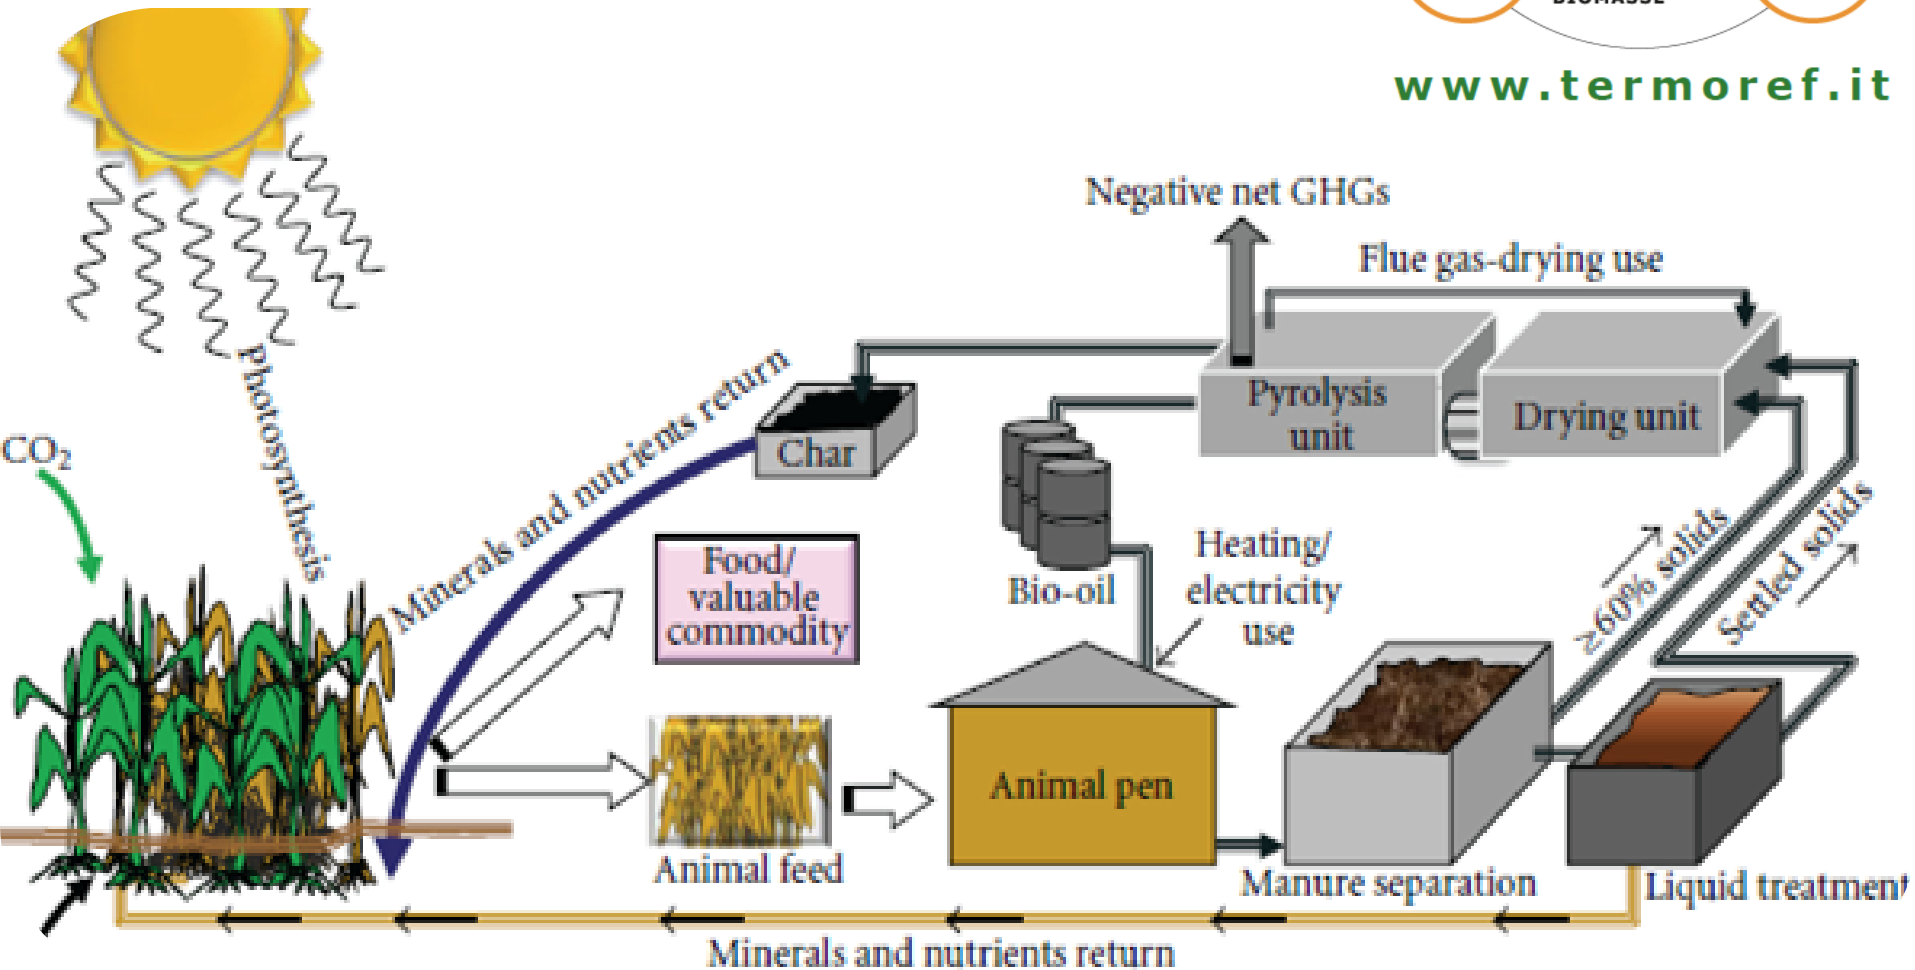 BIOMASSE
www.termoref.it
Negative net GHGs
Flue gas-drying use
Photosynthesis
CO2
Minerals and nutrients return
Char
Pyrolysis
unit
Drying unit
Food/
valuable
commodity
Bio-oil
Heating/
electricity
use
≥60% solids
Settled solids
Animal feed
Animal pen
Manure separation
Liquid treatment
Minerals and nutrients return